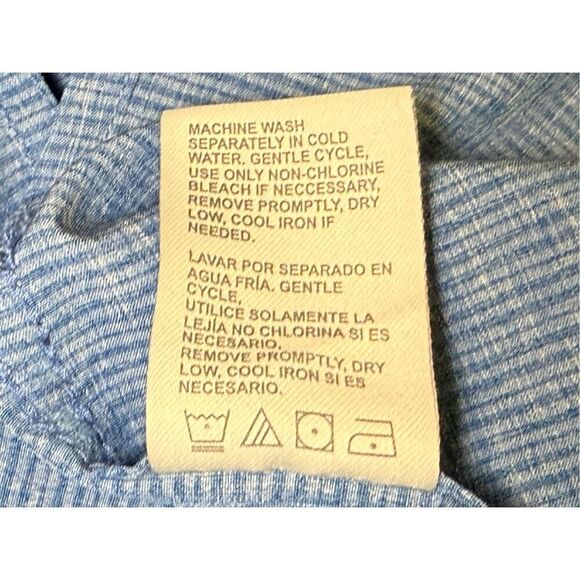 MACHINE WASH
SEPARATELY IN COLD
WATER. GENTLE CYCLE,
USE ONLY NON-CHLORINE
BLEACH IF NECCESSARY,
REMOVE PROMPTLY, DRY
LOW, COOL IRON IF
NEEDED.
LAVAR POR SEPARADO EN
AGUA FRÍA. GENTLE
CYCLE,
UTILICE SOLAMENTE LA
LEJÍA NO CHLORINA SI ES
NECESARIO.
REMOVE PROMPTLY, DRY
LOW, COOL IRON SI ES
NECESARIO.